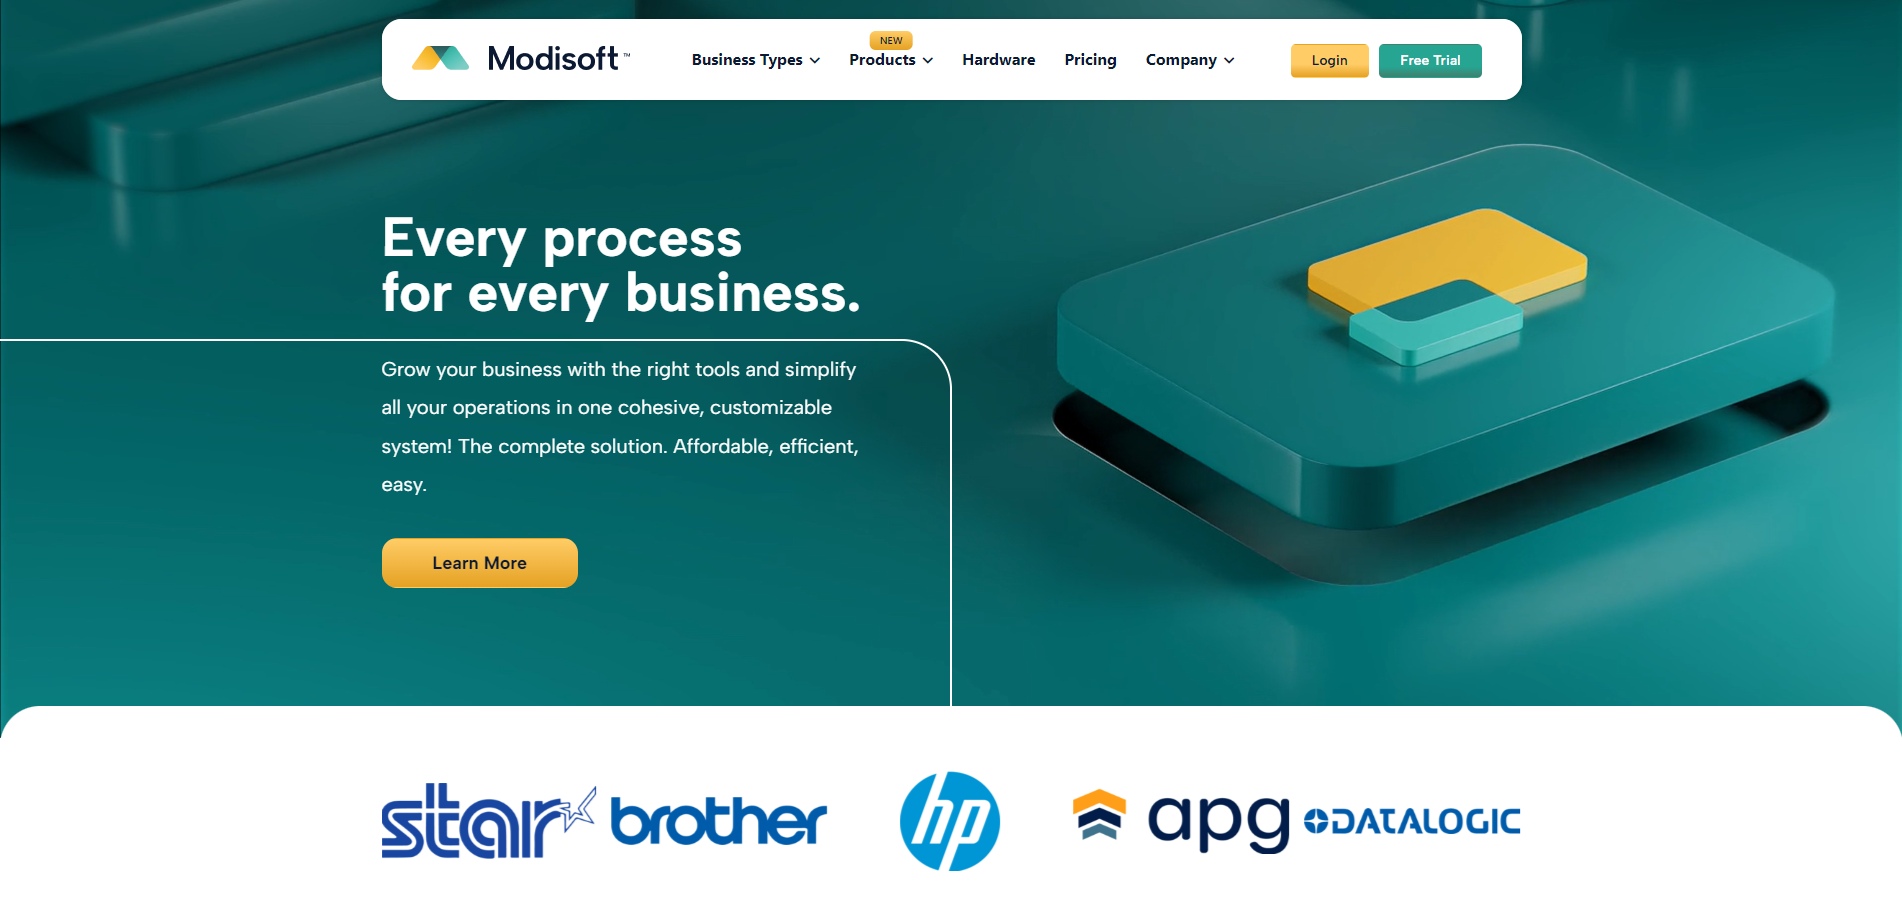 Modisoft™
Business Types
NEW
Products
Hardware
Pricing
Company
Login
Free Trial
Every process
for every business.
Grow your business with the right tools and simplify
all your operations in one cohesive, customizable
system! The complete solution. Affordable, efficient,
easy.
Learn More
star
brother
hp
apg
DATALOGIC